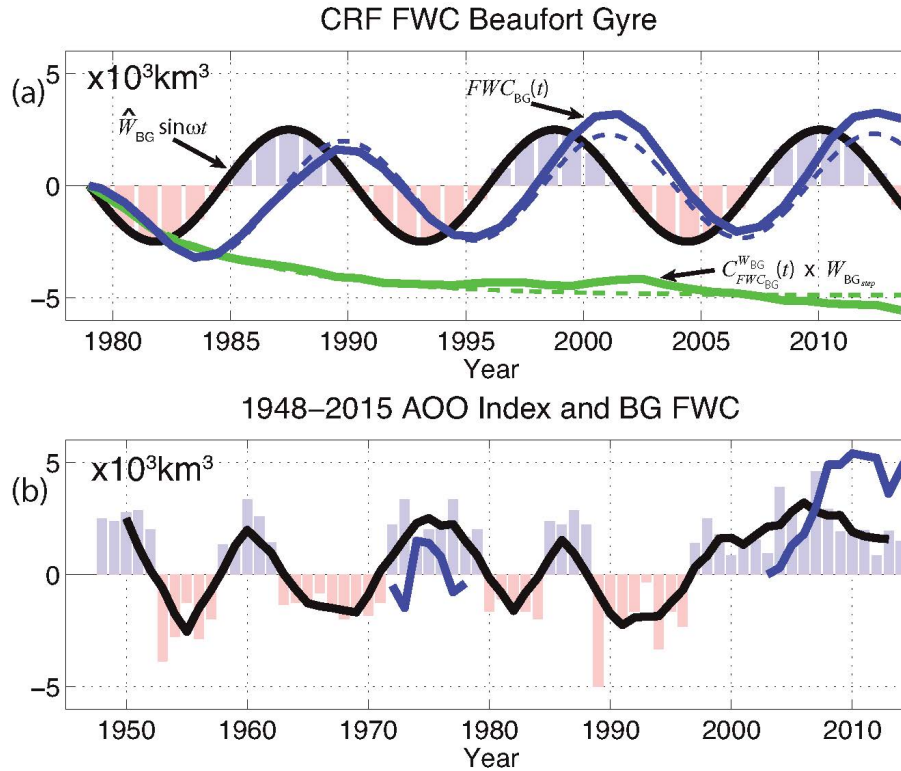 CRF FWC Beaufort Gyre
(a)
x10³km³
Ŵ_BG sinωt
FWC_BG(t)
C^{W_BG}_{FWC_BG}(t) x W_{BG_step}
5
0
−5
1980 1985 1990 1995 2000 2005 2010
Year
1948−2015 AOO Index and BG FWC
(b)
x10³km³
5
0
−5
1950 1960 1970 1980 1990 2000 2010
Year